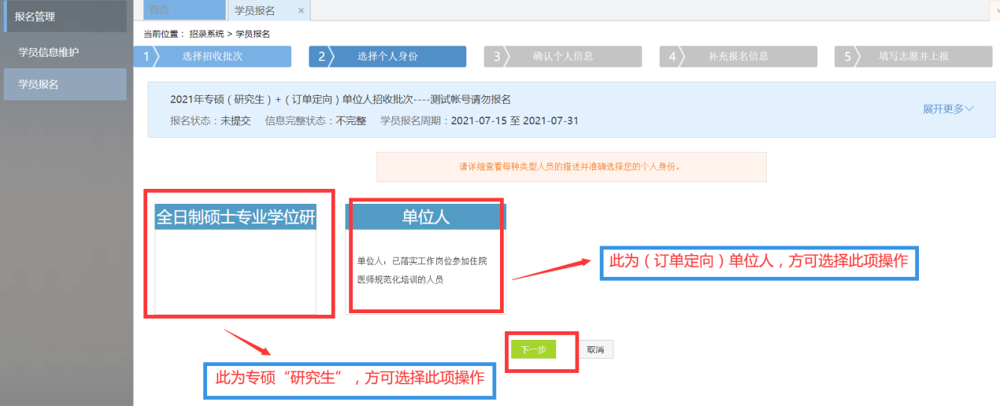 报名管理
学员信息维护
学员报名
首页
学员报名 ×
当前位置： 招录系统 > 学员报名
1 选择招收批次
2 选择个人身份
3 确认个人信息
4 补充报名信息
5 填写志愿并上报
2021年专硕（研究生）+（订单定向）单位人招收批次----测试帐号请勿报名
报名状态：未提交 信息完整状态：不完整 学员报名周期：2021-07-15 至 2021-07-31
展开更多
请详细查看每种类型人员的描述并准确选择您的个人身份。
全日制硕士专业学位研
单位人
单位人：已落实工作岗位参加住院
医师规范化培训的人员
此为（订单定向）单位人，方可选择此项操作
下一步
取消
此为专硕“研究生”，方可选择此项操作